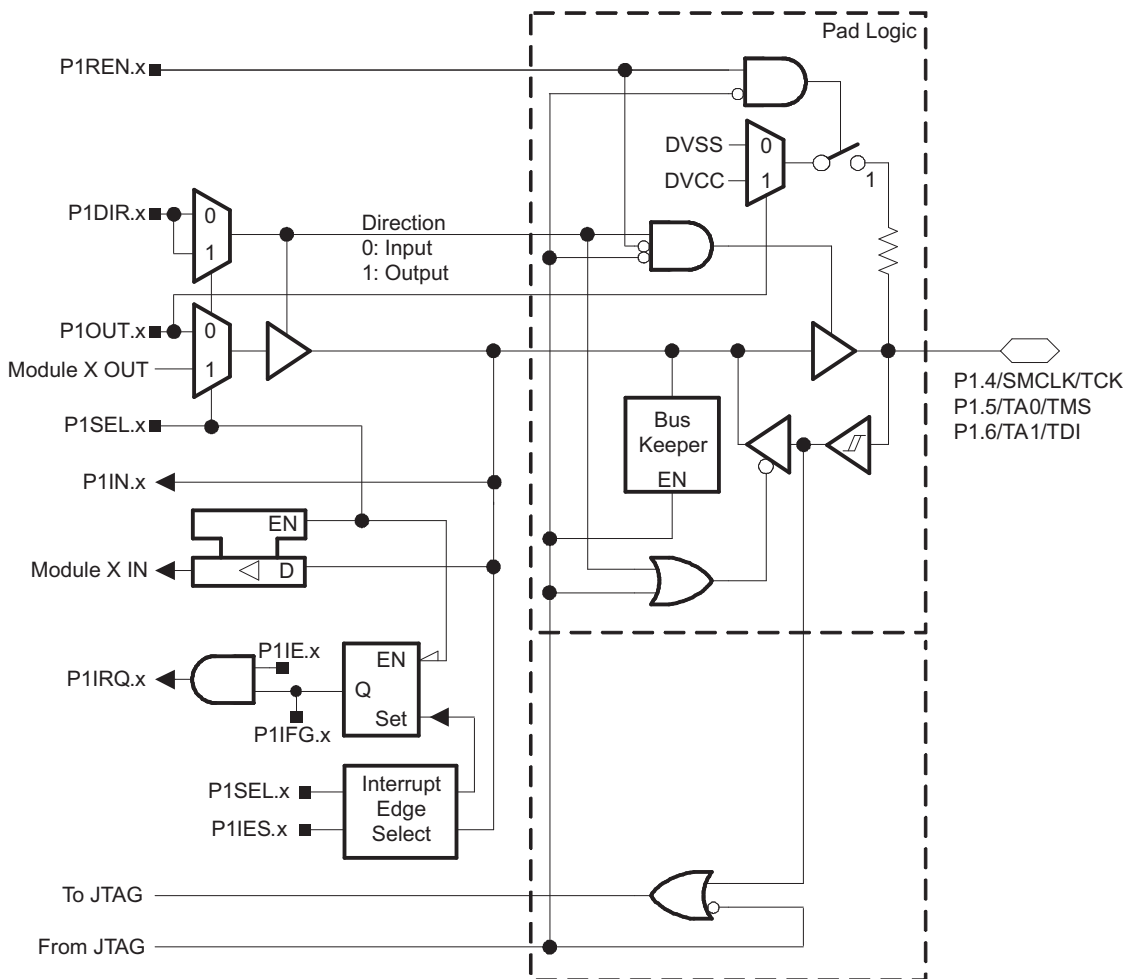 Pad Logic
P1REN.x
DVSS
0
DVCC
1
1
P1DIR.x
0
1
Direction
0: Input
1: Output
P1OUT.x
0
Module X OUT
1
P1SEL.x
P1.4/SMCLK/TCK
P1.5/TA0/TMS
P1.6/TA1/TDI
Bus
Keeper
EN
P1IN.x
EN
Module X IN
D
P1IE.x
P1IRQ.x
P1IFG.x
EN
Q
Set
P1SEL.x
P1IES.x
Interrupt
Edge
Select
To JTAG
From JTAG